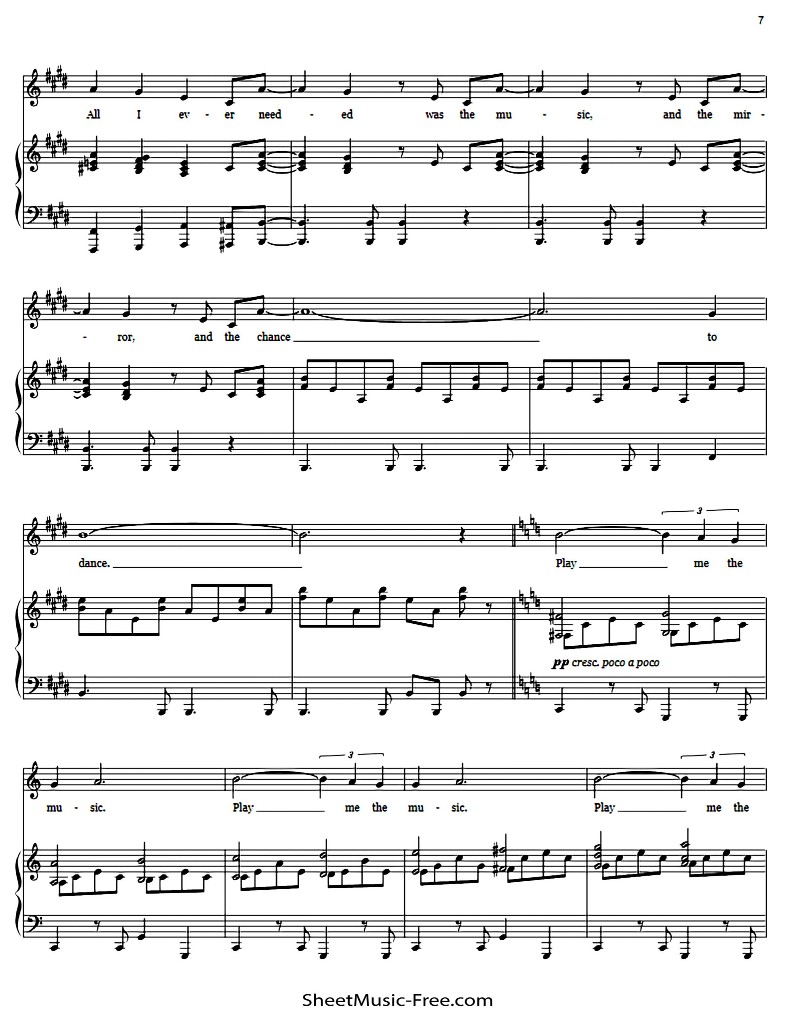 7
All I ev - er need - ed was the mu - sic, and the mir-
- ror, and the chance to
dance. 3
Play me the
pp cresc. poco a poco
3 3
mu - sic. Play me the mu - sic. Play me the
SheetMusic-Free.com